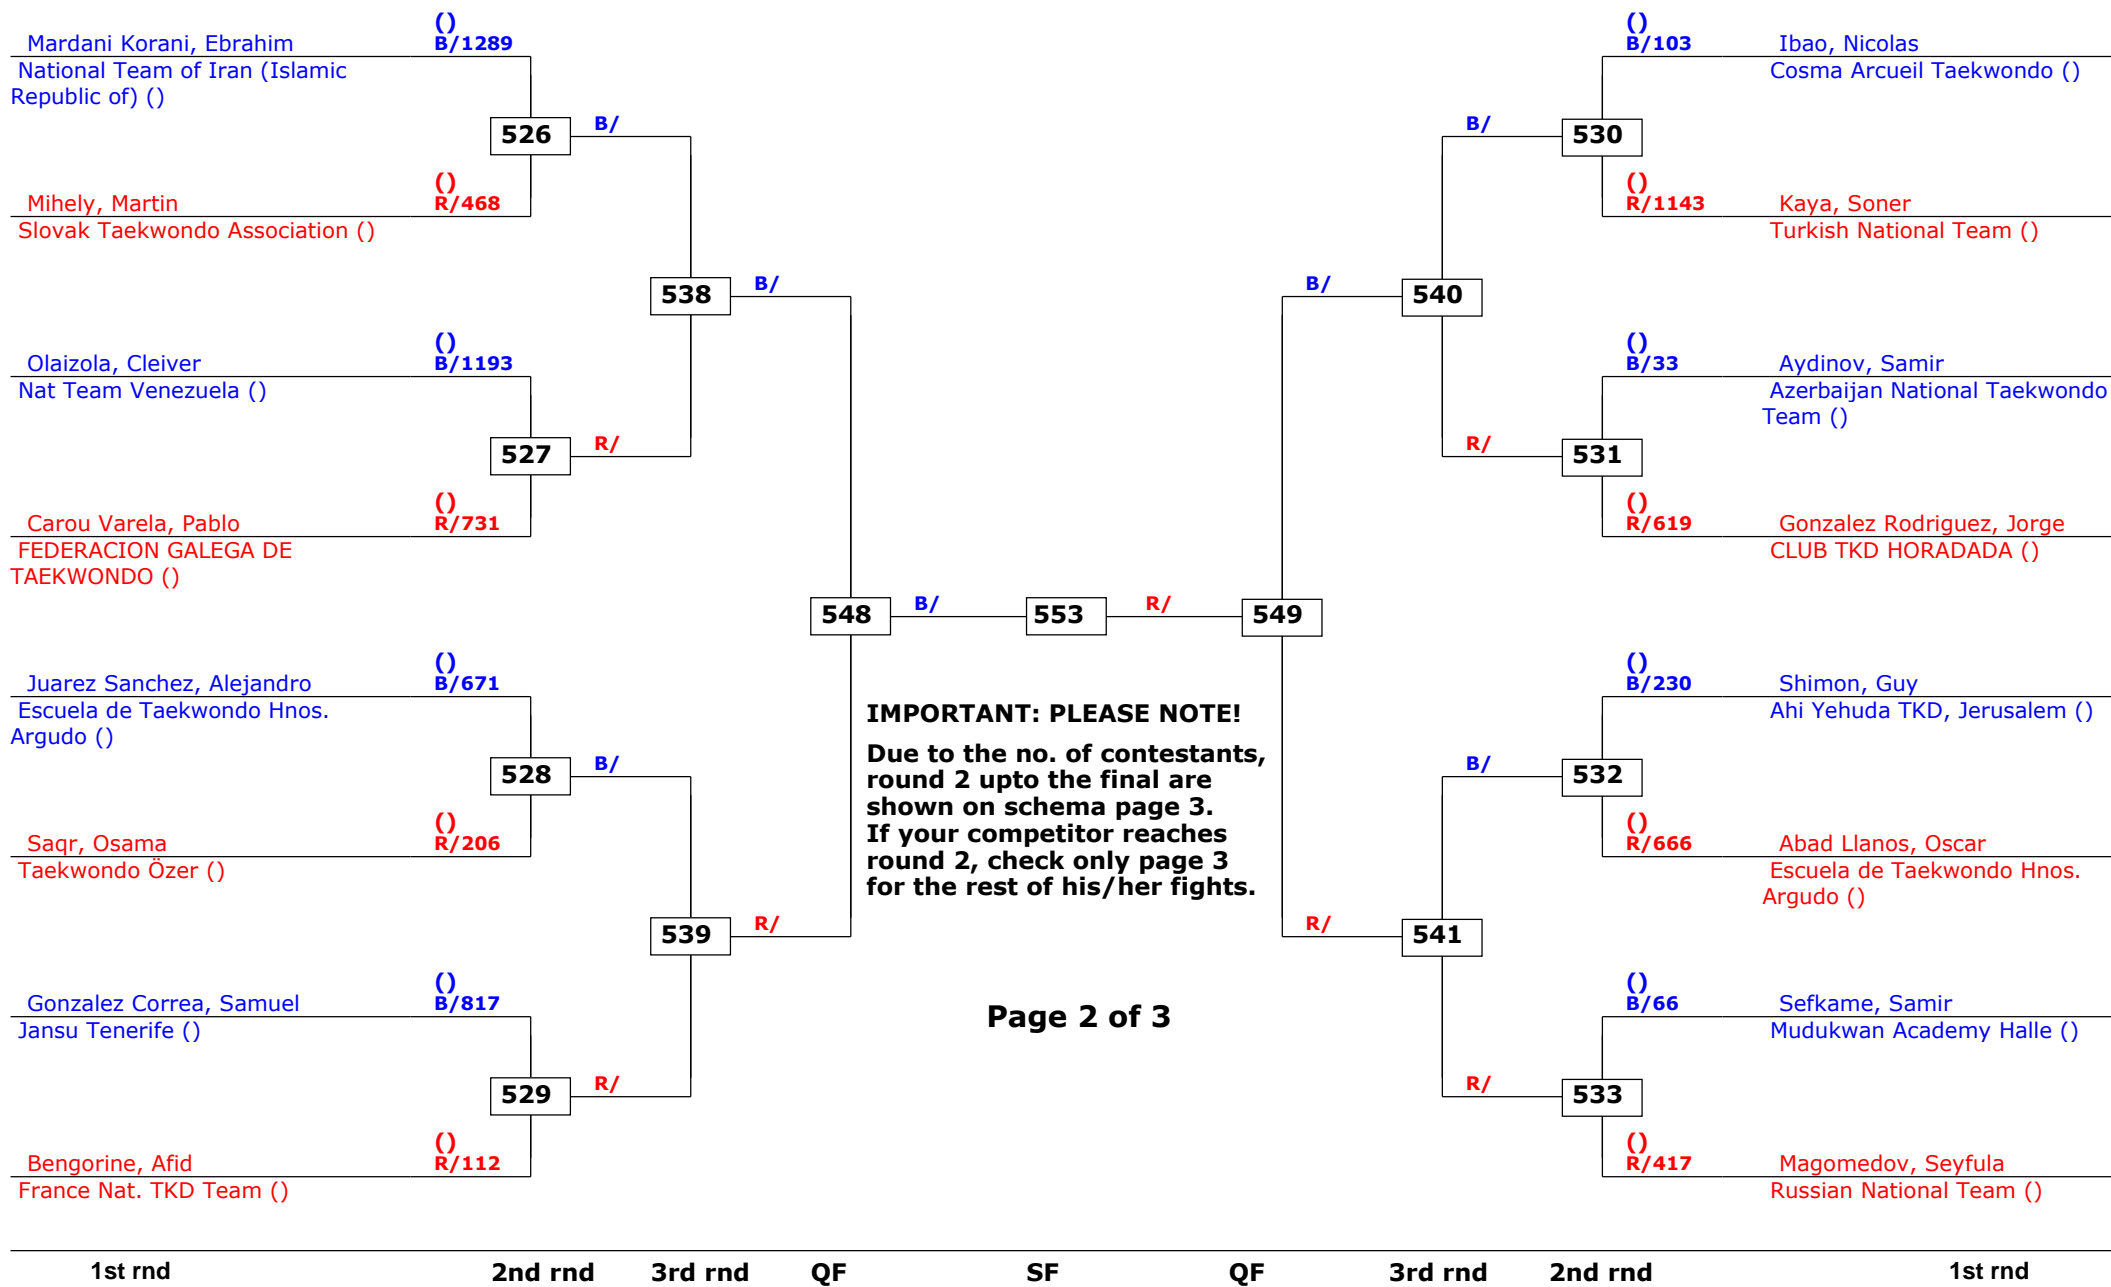 ()
Mardani Korani, Ebrahim B/1289
National Team of Iran (Islamic
Republic of) ()
526
B/
()
Mihely, Martin R/468
Slovak Taekwondo Association ()
538
B/
()
Olaizola, Cleiver B/1193
Nat Team Venezuela ()
527
R/
()
Carou Varela, Pablo R/731
FEDERACION GALEGA DE
TAEKWONDO ()
548
B/
553
R/
549
()
Juarez Sanchez, Alejandro B/671
Escuela de Taekwondo Hnos.
Argudo ()
528
B/
()
Saqr, Osama R/206
Taekwondo Özer ()
539
R/
()
Gonzalez Correa, Samuel B/817
Jansu Tenerife ()
529
R/
()
Bengorine, Afid R/112
France Nat. TKD Team ()
IMPORTANT: PLEASE NOTE!
Due to the no. of contestants,
round 2 upto the final are
shown on schema page 3.
If your competitor reaches
round 2, check only page 3
for the rest of his/her fights.
Page 2 of 3
()
B/103 Ibao, Nicolas
Cosma Arcueil Taekwondo ()
B/
530
()
R/1143 Kaya, Soner
Turkish National Team ()
B/
540
()
B/33 Aydinov, Samir
Azerbaijan National Taekwondo
Team ()
R/
531
()
R/619 Gonzalez Rodriguez, Jorge
CLUB TKD HORADADA ()
()
B/230 Shimon, Guy
Ahi Yehuda TKD, Jerusalem ()
B/
532
()
R/666 Abad Llanos, Oscar
Escuela de Taekwondo Hnos.
Argudo ()
R/
541
()
B/66 Sefkame, Samir
Mudukwan Academy Halle ()
R/
533
()
R/417 Magomedov, Seyfula
Russian National Team ()
1st rnd 2nd rnd 3rd rnd QF SF QF 3rd rnd 2nd rnd 1st rnd